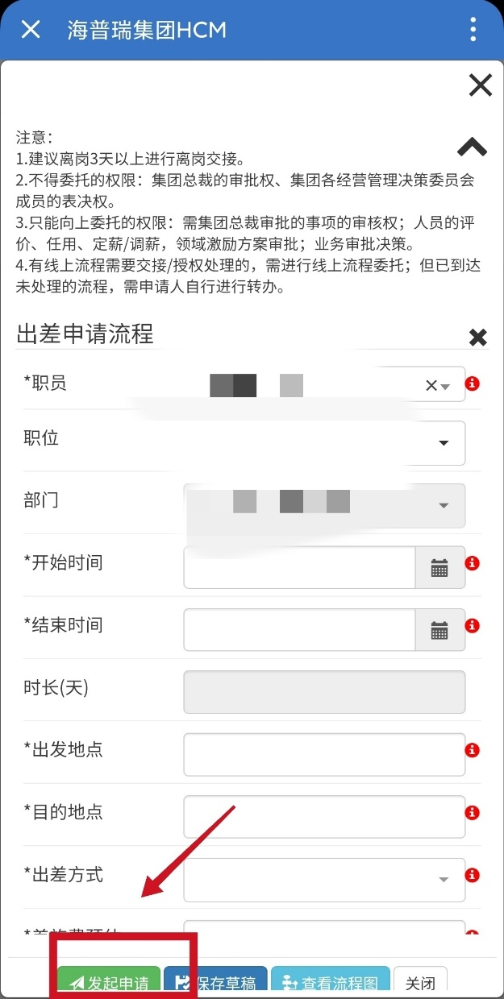 海普瑞集团HCM
注意：
1.建议离岗3天以上进行离岗交接。
2.不得委托的权限：集团总裁的审批权、集团各经营管理决策委员会
成员的表决权。
3.只能向上委托的权限：需集团总裁审批的事项的审核权；人员的评
价、任用、定薪/调薪，领域激励方案审批；业务审批决策。
4.有线上流程需要交接/授权处理的，需进行线上流程委托；但已到达
未处理的流程，需申请人自行进行转办。
出差申请流程
*职员
职位
部门
*开始时间
*结束时间
时长(天)
*出发地点
*目的地点
*出差方式
发起申请 保存草稿 查看流程图 关闭